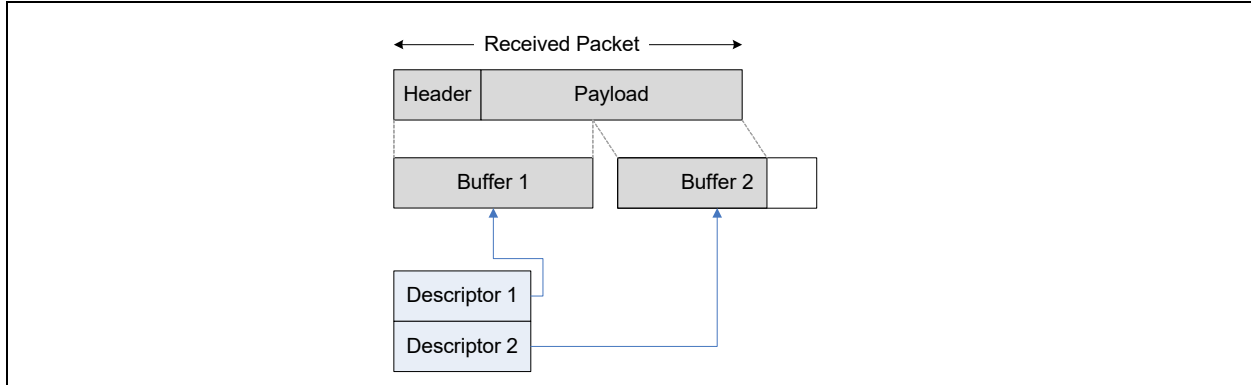 Received Packet
Header Payload
Buffer 1 Buffer 2
Descriptor 1
Descriptor 2